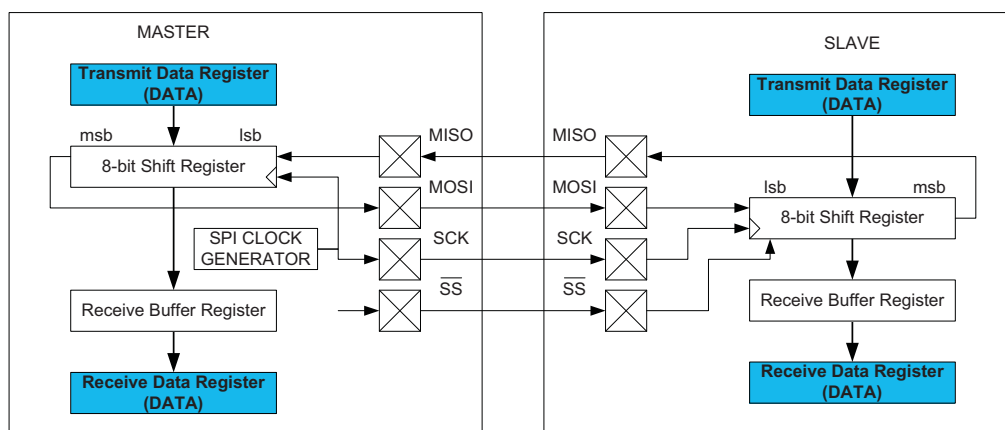 MASTER
Transmit Data Register
(DATA)
msb
lsb
8-bit Shift Register
SPI CLOCK
GENERATOR
Receive Buffer Register
Receive Data Register
(DATA)
MISO
MOSI
SCK
SS
MISO
MOSI
SCK
SS
SLAVE
Transmit Data Register
(DATA)
lsb
msb
8-bit Shift Register
Receive Buffer Register
Receive Data Register
(DATA)